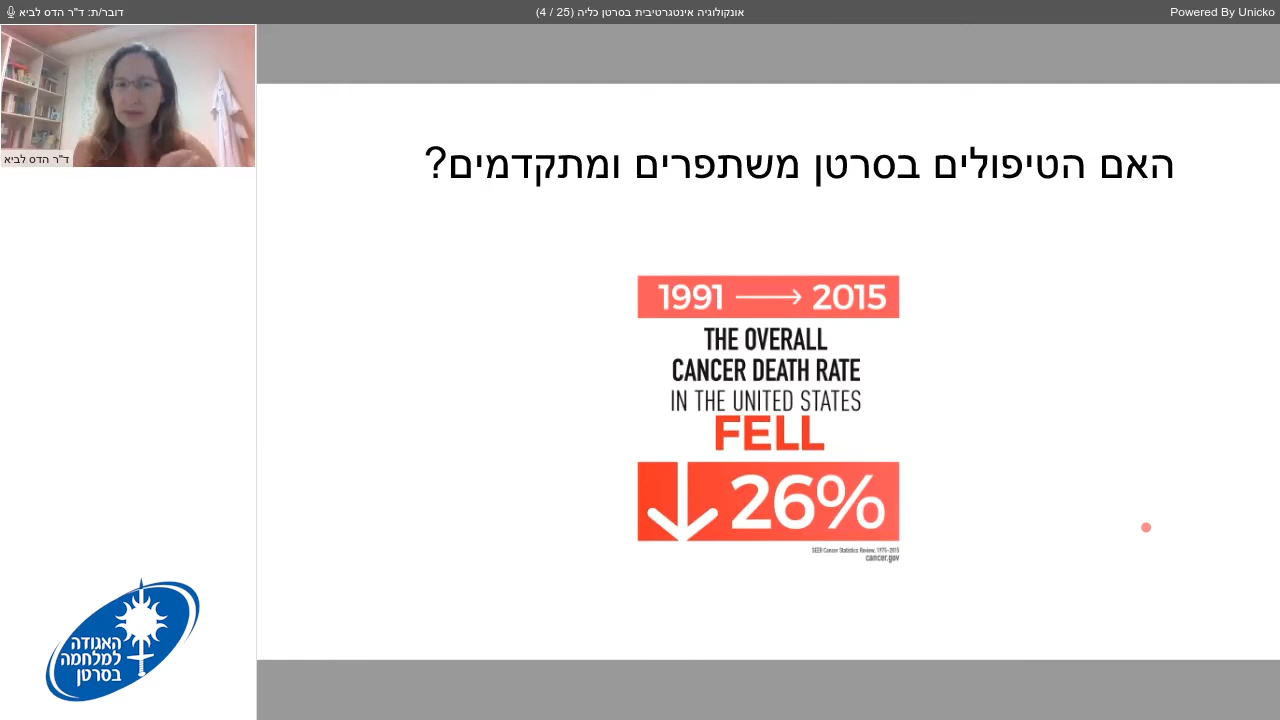 דובר/ת: ד"ר הדס לביא
אונקולוגיה אינטגרטיבית בסרטן כליה (25 / 4)
Powered By Unicko
ד"ר הדס לביא
האם הטיפולים בסרטן משתפרים ומתקדמים?
1991 → 2015
THE OVERALL
CANCER DEATH RATE
IN THE UNITED STATES
FELL
↓ 26%
SEER Cancer Statistics Review, 1975-2015
cancer.gov
האגודה
למלחמה
בסרטן